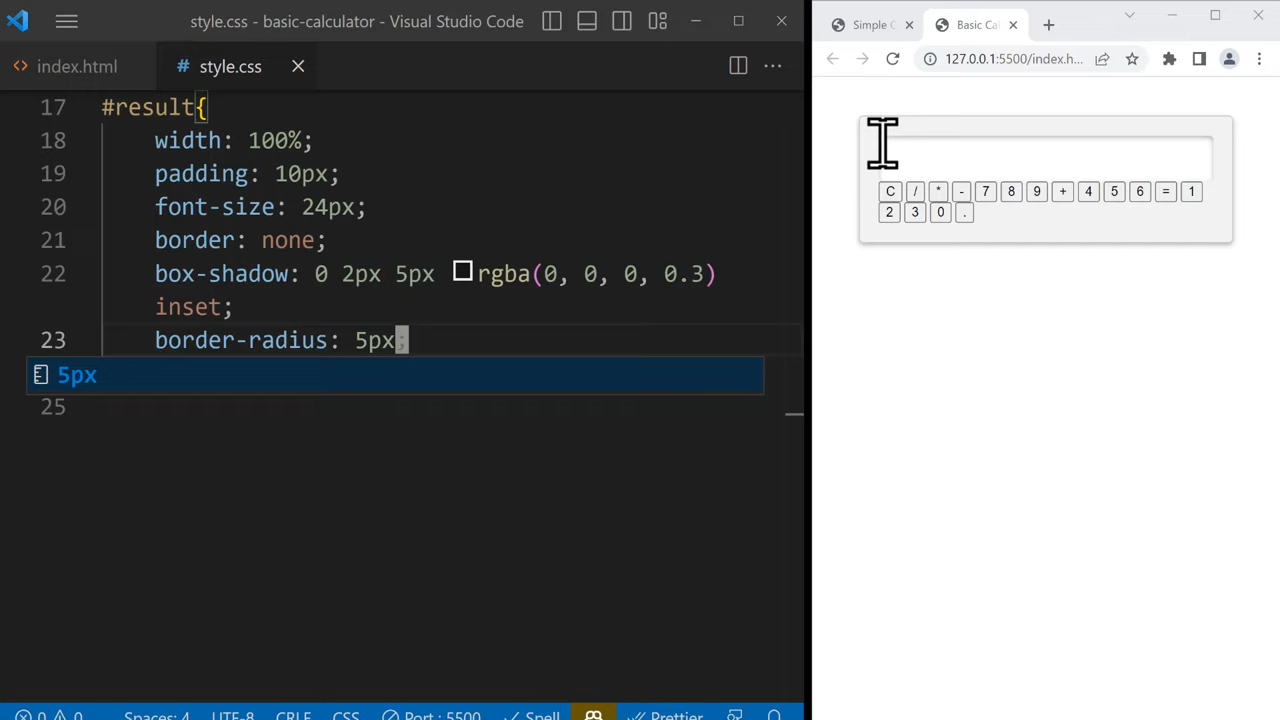 style.css - basic-calculator - Visual Studio Code
index.html
style.css
17 #result{
18 width: 100%;
19 padding: 10px;
20 font-size: 24px;
21 border: none;
22 box-shadow: 0 2px 5px rgba(0, 0, 0, 0.3)
inset;
23 border-radius: 5px;
5px
25
0 0 Spaces: 4 UTF-8 CRLF CSS Port : 5500 Spell Prettier
Simple C
Basic Cal
127.0.0.1:5500/index.h...
C / * - 7 8 9 + 4 5 6 = 1
2 3 0 .